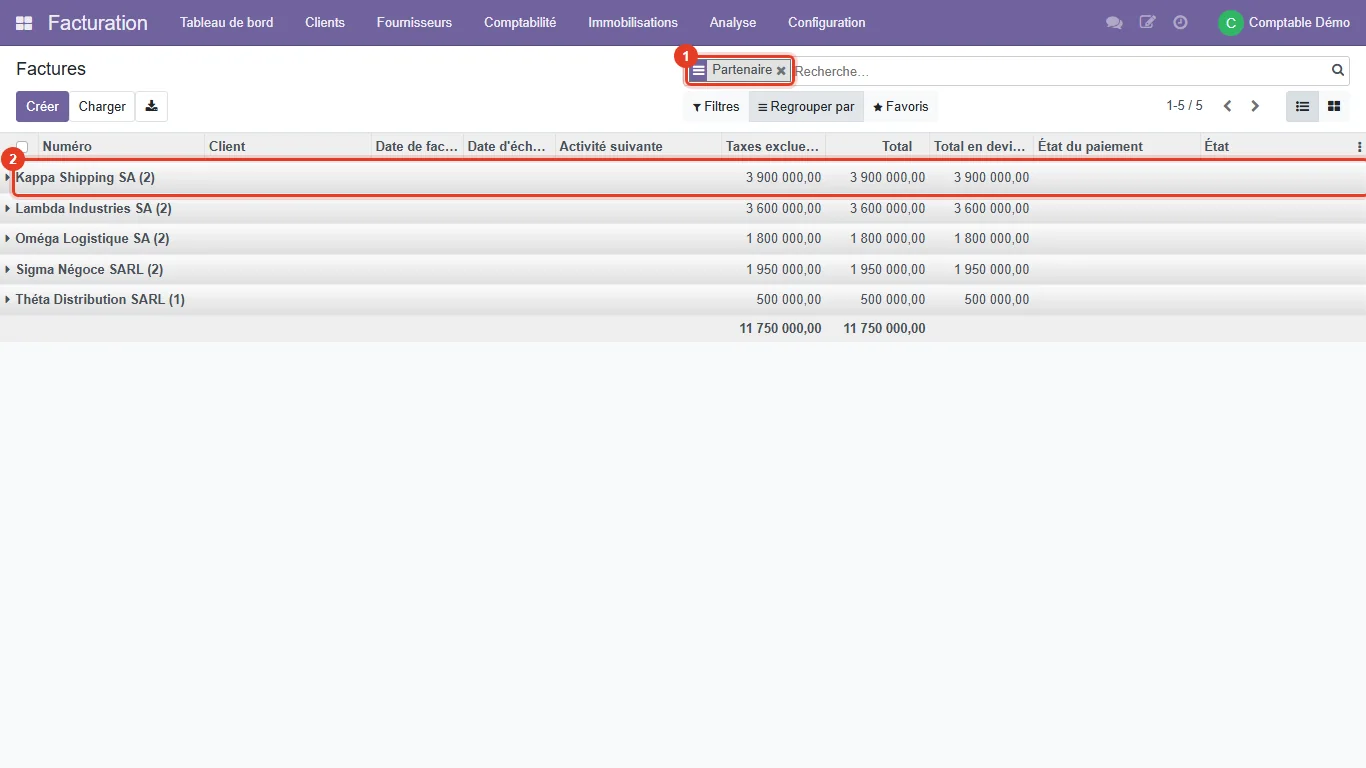 Facturation Tableau de bord Clients Fournisseurs Comptabilité Immobilisations Analyse Configuration C Comptable Démo
Factures
1 Partenaire Recherche...
Créer Charger Filtres Regrouper par Favoris 1-5 / 5
Numéro Client Date de fac... Date d'éch... Activité suivante Taxes exclue... Total Total en devi... État du paiement État
2
Kappa Shipping SA (2) 3 900 000,00 3 900 000,00 3 900 000,00
Lambda Industries SA (2) 3 600 000,00 3 600 000,00 3 600 000,00
Oméga Logistique SA (2) 1 800 000,00 1 800 000,00 1 800 000,00
Sigma Négoce SARL (2) 1 950 000,00 1 950 000,00 1 950 000,00
Théta Distribution SARL (1) 500 000,00 500 000,00 500 000,00
11 750 000,00 11 750 000,00